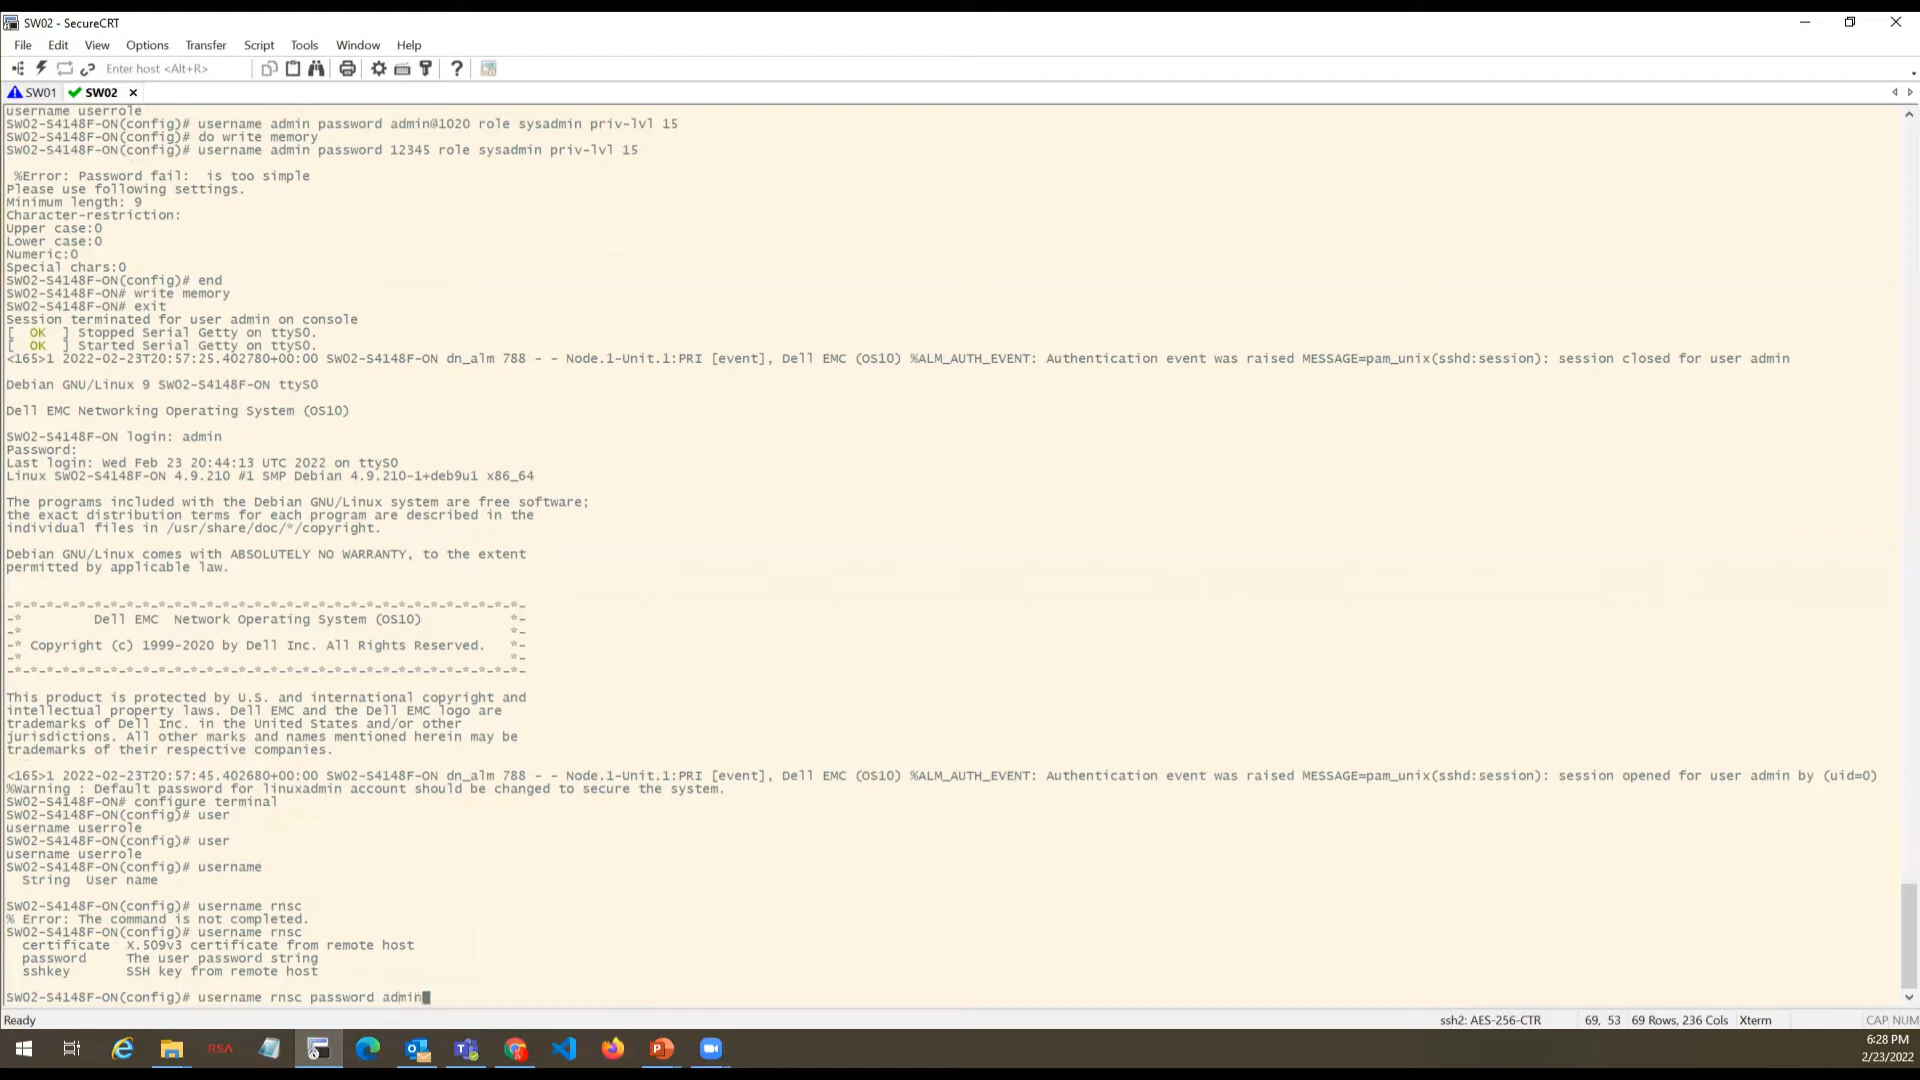 SW02 - SecureCRT
File Edit View Options Transfer Script Tools Window Help
Enter host <Alt+R>
SW01 SW02
username userrole
SW02-S4148F-ON(config)# username admin password admin@1020 role sysadmin priv-lvl 15
SW02-S4148F-ON(config)# do write memory
SW02-S4148F-ON(config)# username admin password 12345 role sysadmin priv-lvl 15
%Error: Password fail:  is too simple
Please use following settings.
Minimum length: 9
Character-restriction:
Upper case:0
Lower case:0
Numeric:0
Special chars:0
SW02-S4148F-ON(config)# end
SW02-S4148F-ON# write memory
SW02-S4148F-ON# exit
Session terminated for user admin on console
[  OK  ] Stopped Serial Getty on ttyS0.
[  OK  ] Started Serial Getty on ttyS0.
<165>1 2022-02-23T20:57:25.402780+00:00 SW02-S4148F-ON dn_alm 788 - - Node.1-Unit.1:PRI [event], Dell EMC (OS10) %ALM_AUTH_EVENT: Authentication event was raised MESSAGE=pam_unix(sshd:session): session closed for user admin
Debian GNU/Linux 9 SW02-S4148F-ON ttyS0
Dell EMC Networking Operating System (OS10)
SW02-S4148F-ON login: admin
Password:
Last login: Wed Feb 23 20:44:13 UTC 2022 on ttyS0
Linux SW02-S4148F-ON 4.9.210 #1 SMP Debian 4.9.210-1+deb9u1 x86_64
The programs included with the Debian GNU/Linux system are free software;
the exact distribution terms for each program are described in the
individual files in /usr/share/doc/*/copyright.
Debian GNU/Linux comes with ABSOLUTELY NO WARRANTY, to the extent
permitted by applicable law.
-*-*-*-*-*-*-*-*-*-*-*-*-*-*-*-*-*-*-*-*-*-*-*-*-*-*-*-*-*-*-*-*-
-*         Dell EMC  Network Operating System (OS10)           *-
-*                                                             *-
-* Copyright (c) 1999-2020 by Dell Inc. All Rights Reserved.   *-
-*                                                             *-
-*-*-*-*-*-*-*-*-*-*-*-*-*-*-*-*-*-*-*-*-*-*-*-*-*-*-*-*-*-*-*-*-
This product is protected by U.S. and international copyright and
intellectual property laws. Dell EMC and the Dell EMC logo are
trademarks of Dell Inc. in the United States and/or other
jurisdictions. All other marks and names mentioned herein may be
trademarks of their respective companies.
<165>1 2022-02-23T20:57:45.402680+00:00 SW02-S4148F-ON dn_alm 788 - - Node.1-Unit.1:PRI [event], Dell EMC (OS10) %ALM_AUTH_EVENT: Authentication event was raised MESSAGE=pam_unix(sshd:session): session opened for user admin by (uid=0)
%Warning : Default password for linuxadmin account should be changed to secure the system.
SW02-S4148F-ON# configure terminal
SW02-S4148F-ON(config)# user
username userrole
SW02-S4148F-ON(config)# user
username userrole
SW02-S4148F-ON(config)# username
String  User name
SW02-S4148F-ON(config)# username rnsc
% Error: The command is not completed.
SW02-S4148F-ON(config)# username rnsc
certificate  X.509v3 certificate from remote host
password     The user password string
sshkey       SSH key from remote host
SW02-S4148F-ON(config)# username rnsc password admin
Ready ssh2: AES-256-CTR 69, 53 69 Rows, 236 Cols Xterm CAP NUM
RSA
6:28 PM
2/23/2022